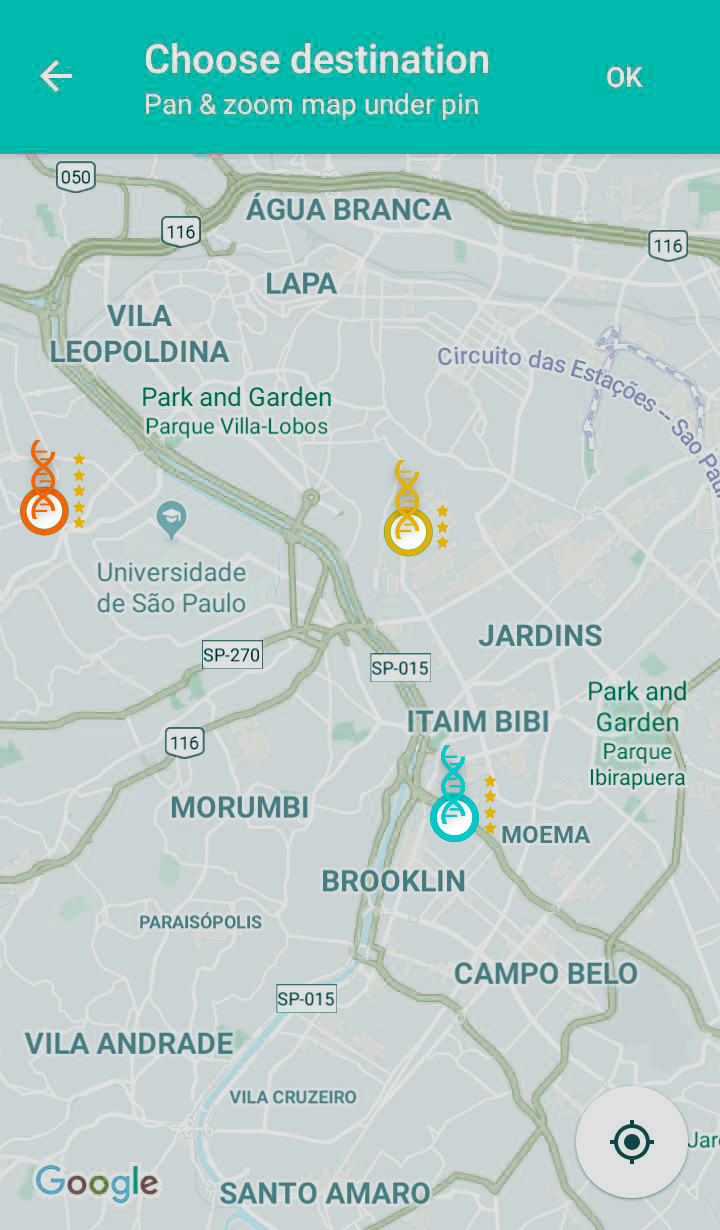 Choose destination
Pan & zoom map under pin
OK
050
ÁGUA BRANCA
116
116
LAPA
VILA
LEOPOLDINA
Circuito das Estações -- Sao Paulo
Park and Garden
Parque Villa-Lobos
Universidade
de São Paulo
JARDINS
SP-270
SP-015
Park and
Garden
Parque
Ibirapuera
ITAIM BIBI
116
MORUMBI
MOEMA
BROOKLIN
PARAISÓPOLIS
CAMPO BELO
SP-015
VILA ANDRADE
VILA CRUZEIRO
Google
SANTO AMARO